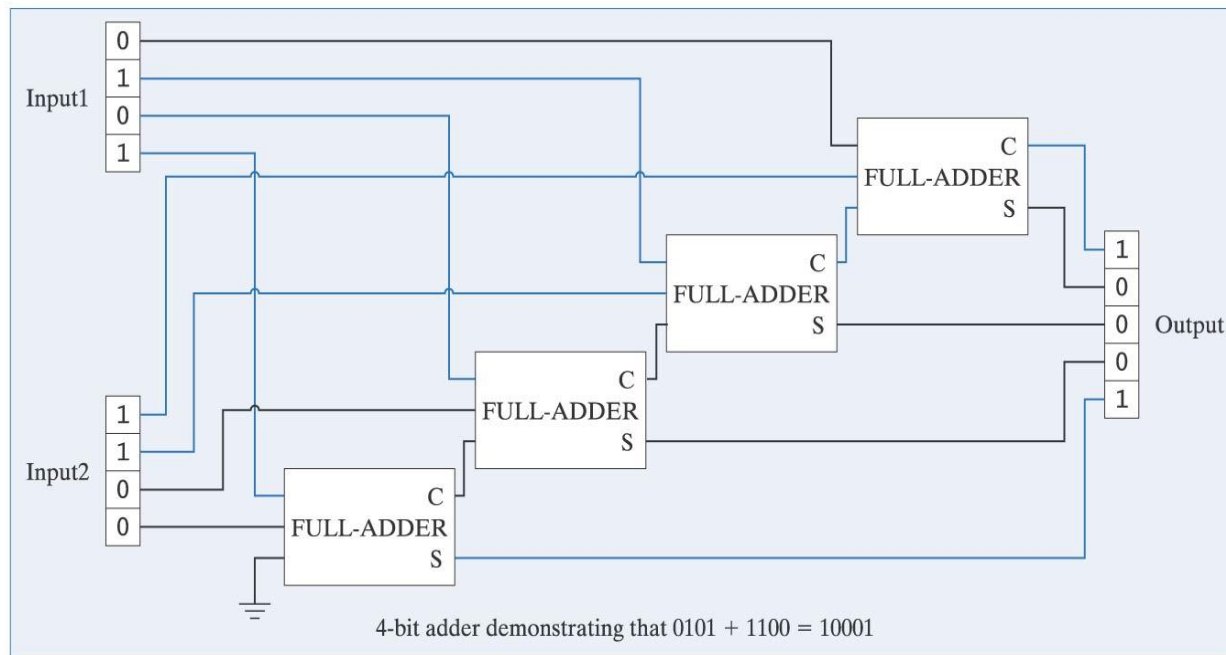 0
1
Input1
0
1
C
FULL-ADDER
S
C
FULL-ADDER
S
1
0
0
Output
0
1
C
FULL-ADDER
S
1
1
Input2
0
0
C
FULL-ADDER
S
4-bit adder demonstrating that 0101 + 1100 = 10001